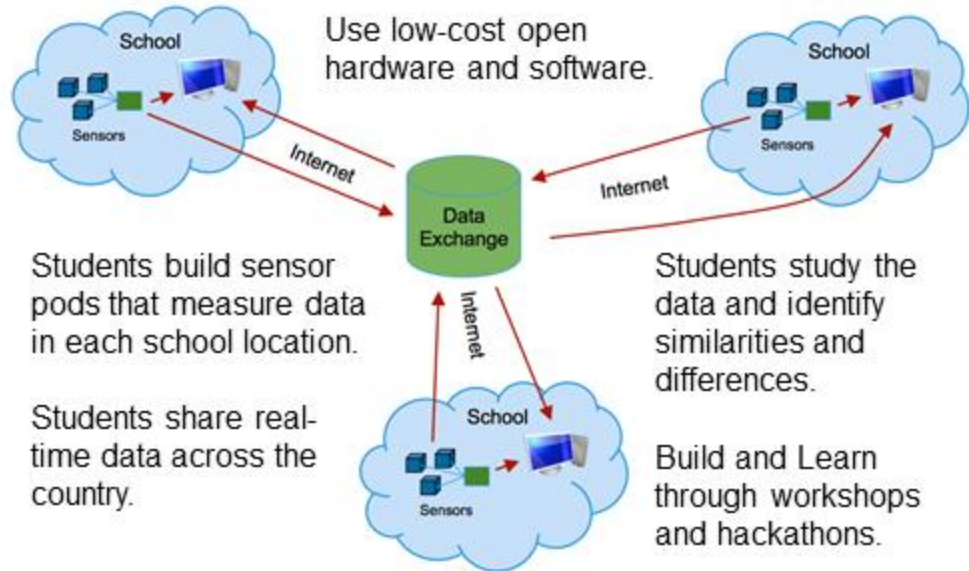 School
Sensors
Use low-cost open
hardware and software.
School
Sensors
Internet
Internet
Data
Exchange
Students build sensor
pods that measure data
in each school location.
Students share real-
time data across the
country.
Internet
School
Sensors
Students study the
data and identify
similarities and
differences.
Build and Learn
through workshops
and hackathons.